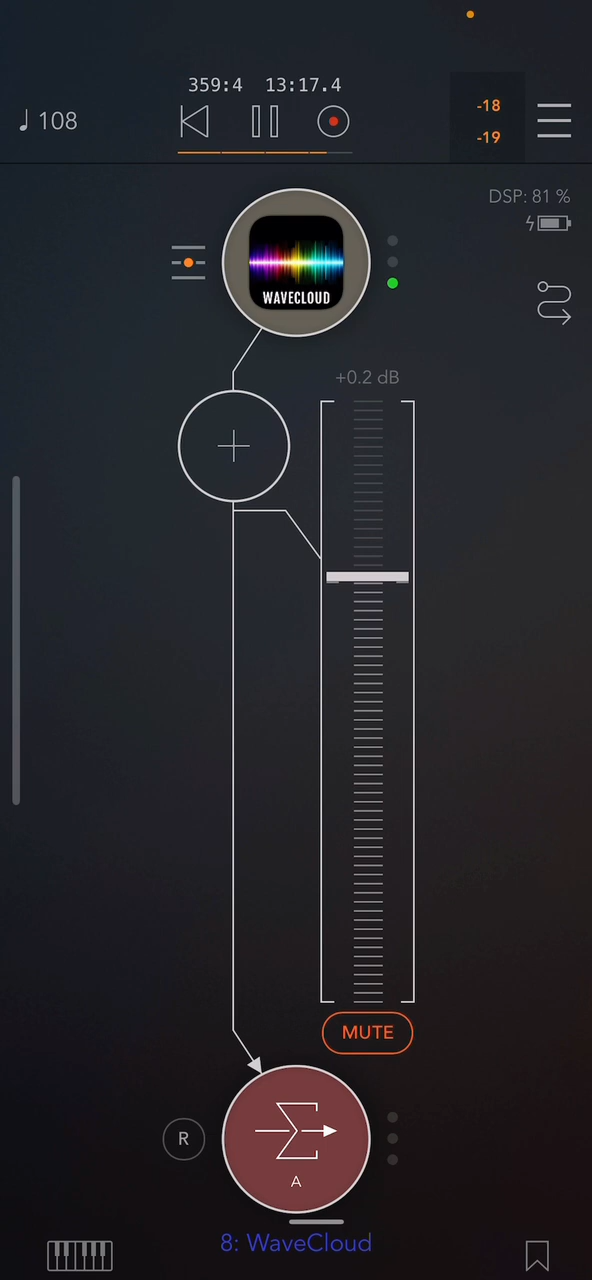 359:4 13:17.4
108
-18
-19
DSP: 81 %
WAVECLOUD
+0.2 dB
MUTE
R
A
8: WaveCloud